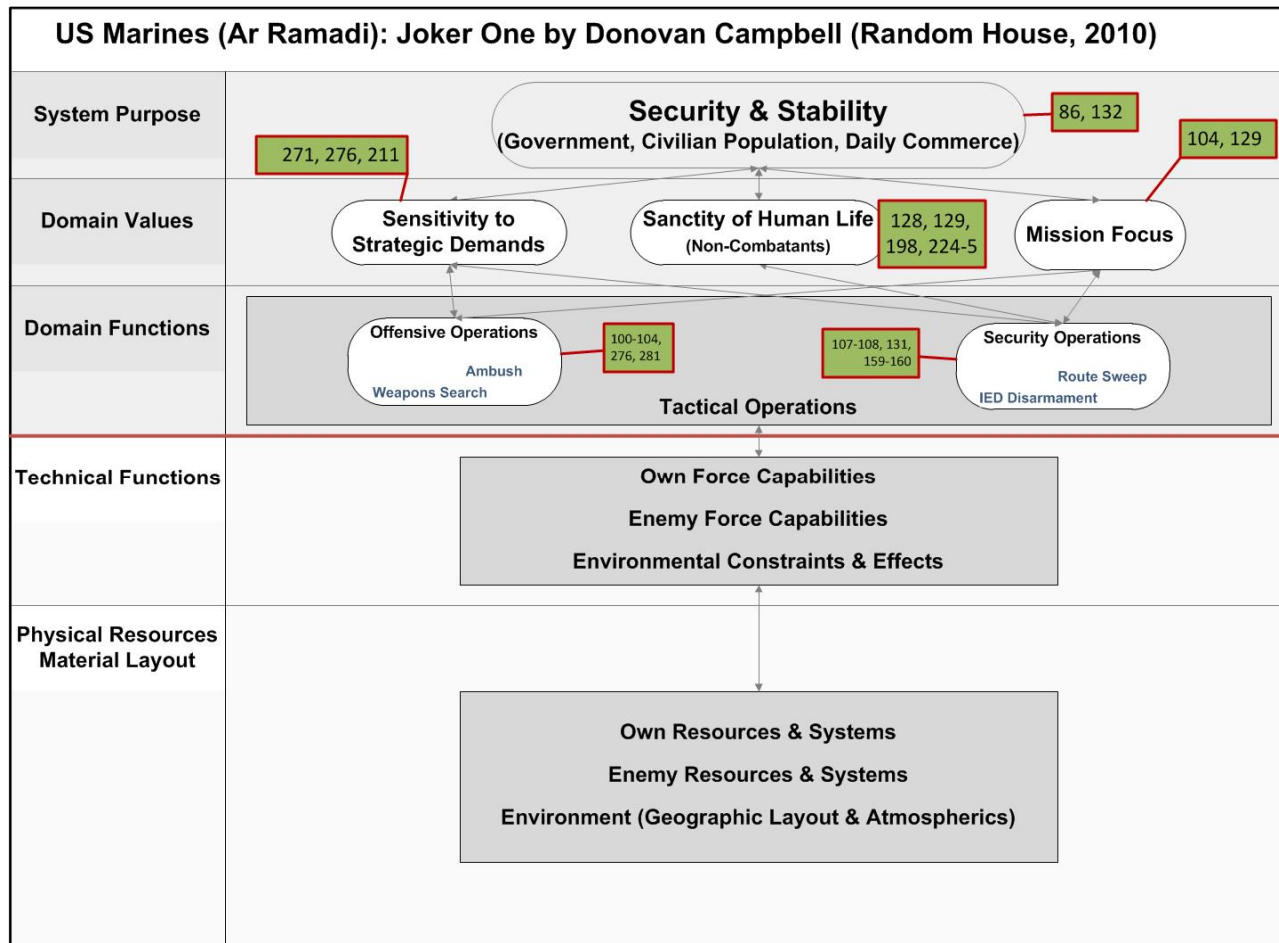 US Marines (Ar Ramadi): Joker One by Donovan Campbell (Random House, 2010)
System Purpose
Security & Stability
(Government, Civilian Population, Daily Commerce)
86, 132
271, 276, 211
104, 129
Domain Values
Sensitivity to
Strategic Demands
Sanctity of Human Life
(Non-Combatants)
128, 129,
198, 224-5
Mission Focus
Domain Functions
Offensive Operations
Ambush
Weapons Search
100-104,
276, 281
107-108, 131,
159-160
Security Operations
Route Sweep
IED Disarmament
Tactical Operations
Technical Functions
Own Force Capabilities
Enemy Force Capabilities
Environmental Constraints & Effects
Physical Resources
Material Layout
Own Resources & Systems
Enemy Resources & Systems
Environment (Geographic Layout & Atmospherics)